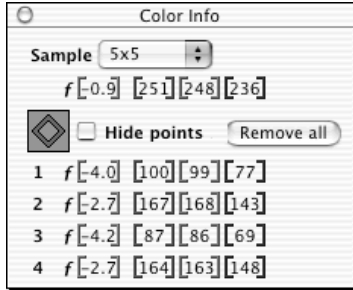 Color Info
Sample 5x5
f[-0.9] [251][248][236]
Hide points Remove all
1 f[-4.0] [100][99][77]
2 f[-2.7] [167][168][143]
3 f[-4.2] [87][86][69]
4 f[-2.7] [164][163][148]